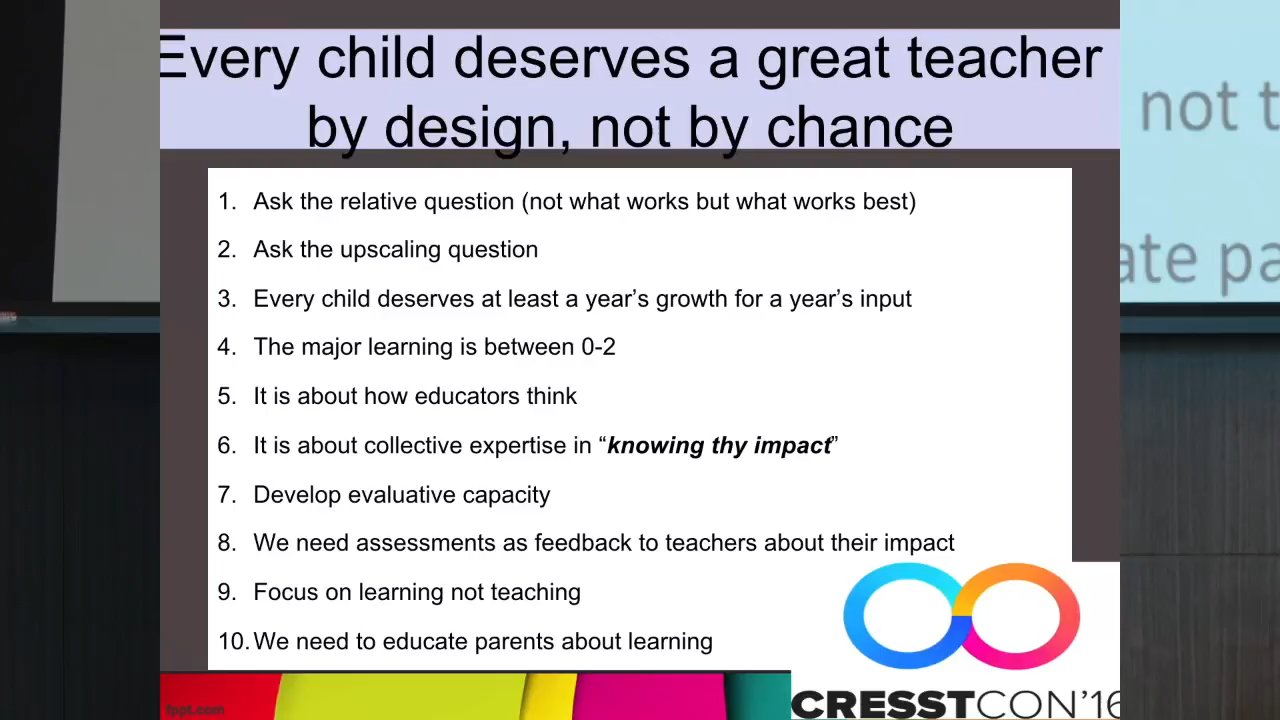 Every child deserves a great teacher
by design, not by chance
1. Ask the relative question (not what works but what works best)
2. Ask the upscaling question
3. Every child deserves at least a year’s growth for a year’s input
4. The major learning is between 0-2
5. It is about how educators think
6. It is about collective expertise in “knowing thy impact”
7. Develop evaluative capacity
8. We need assessments as feedback to teachers about their impact
9. Focus on learning not teaching
10. We need to educate parents about learning
fppt.com
CRESSTCON’16
not t
ate pa